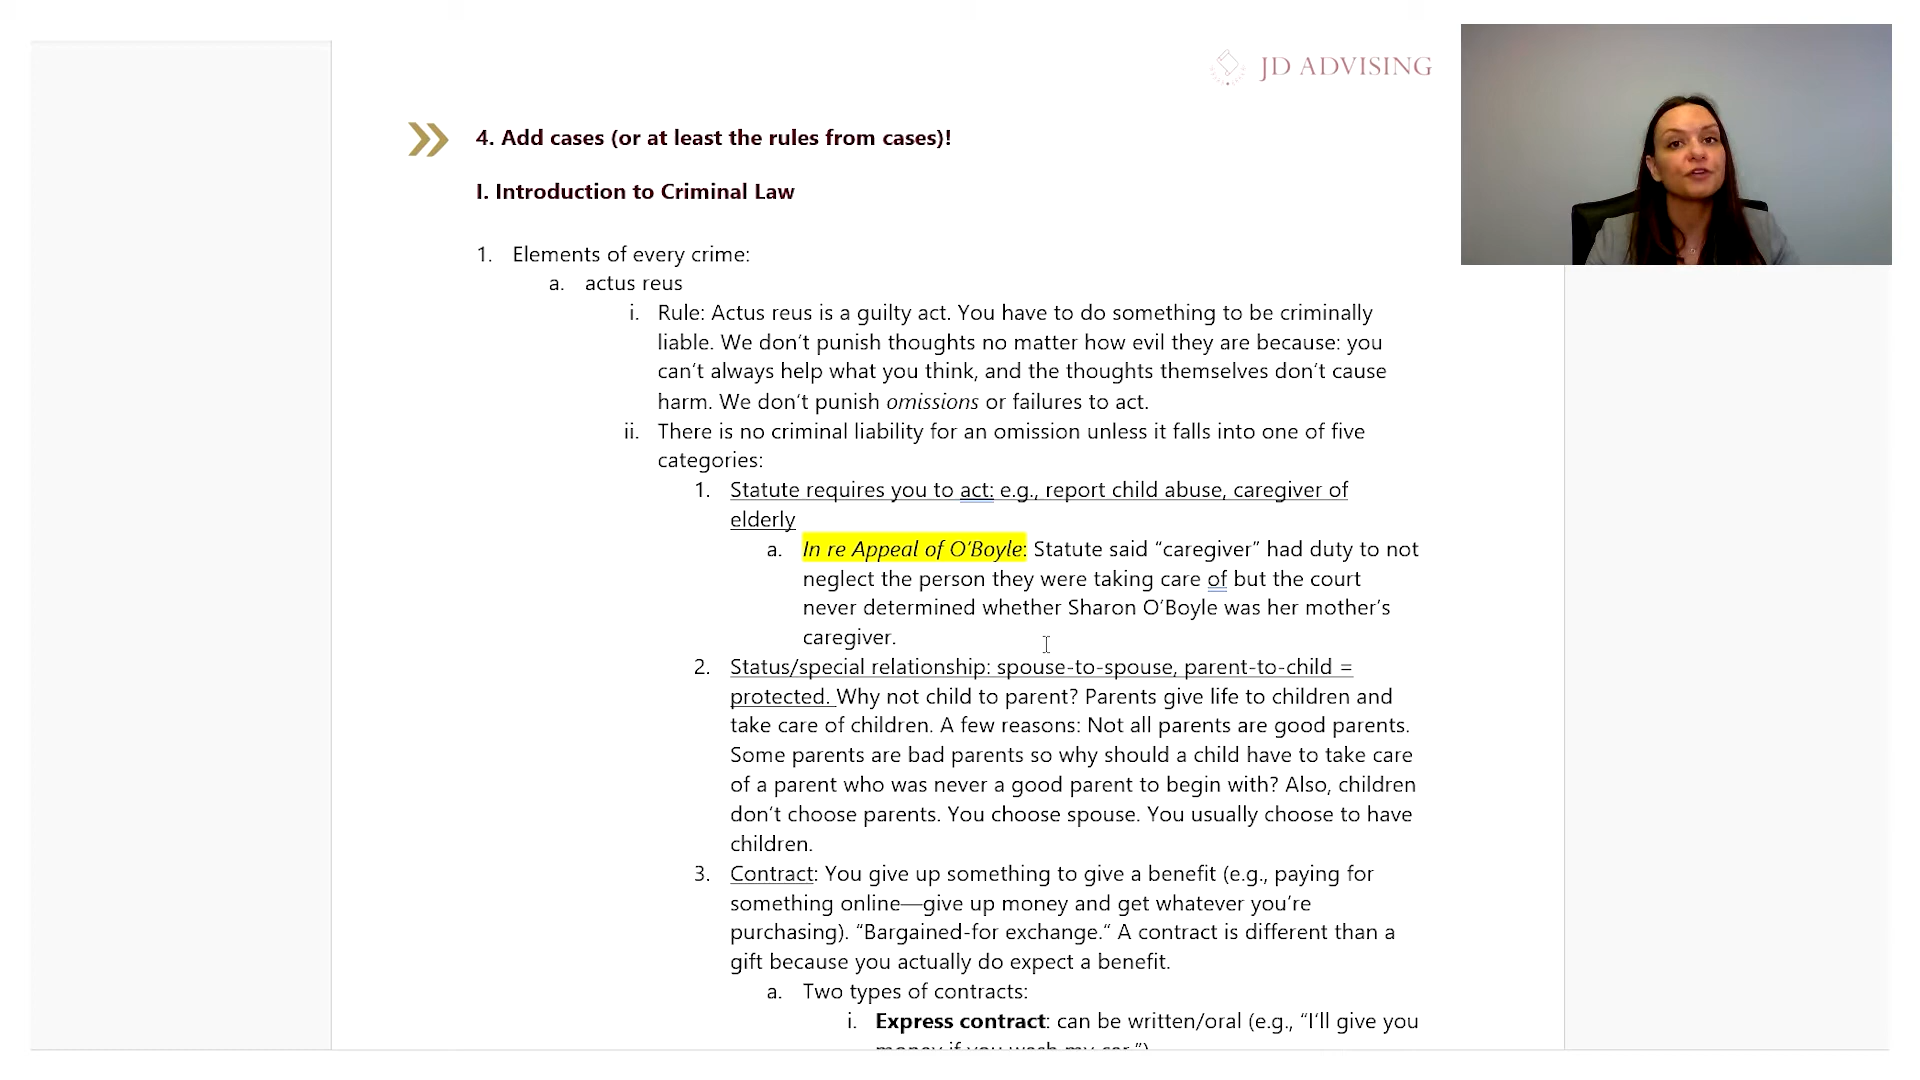 JD ADVISING
4. Add cases (or at least the rules from cases)!
I. Introduction to Criminal Law
1. Elements of every crime:
a. actus reus
i. Rule: Actus reus is a guilty act. You have to do something to be criminally
liable. We don’t punish thoughts no matter how evil they are because: you
can’t always help what you think, and the thoughts themselves don’t cause
harm. We don’t punish omissions or failures to act.
ii. There is no criminal liability for an omission unless it falls into one of five
categories:
1. Statute requires you to act: e.g., report child abuse, caregiver of
elderly
a. In re Appeal of O’Boyle: Statute said “caregiver” had duty to not
neglect the person they were taking care of but the court
never determined whether Sharon O’Boyle was her mother’s
caregiver.
2. Status/special relationship: spouse-to-spouse, parent-to-child =
protected. Why not child to parent? Parents give life to children and
take care of children. A few reasons: Not all parents are good parents.
Some parents are bad parents so why should a child have to take care
of a parent who was never a good parent to begin with? Also, children
don’t choose parents. You choose spouse. You usually choose to have
children.
3. Contract: You give up something to give a benefit (e.g., paying for
something online—give up money and get whatever you’re
purchasing). “Bargained-for exchange.“ A contract is different than a
gift because you actually do expect a benefit.
a. Two types of contracts:
i. Express contract: can be written/oral (e.g., “I’ll give you
money if you wash my car.”)